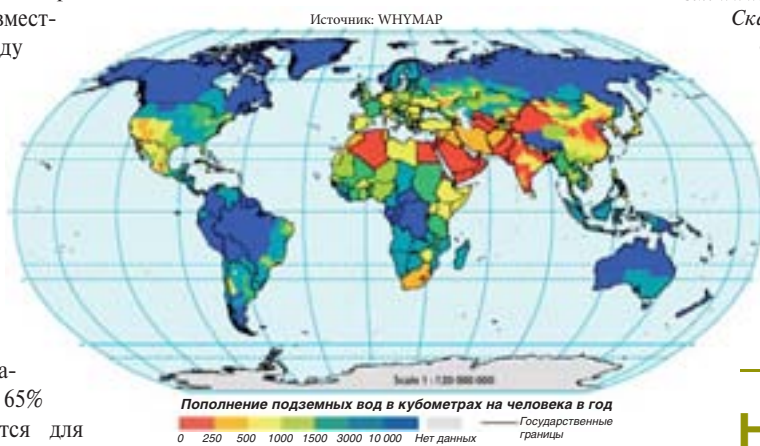 Источник: WHYMAP
вмест-
ду
Ска
а-
65%
тся для
Scale 1 : 120 000 000
Пополнение подземных вод в кубометрах на человека в год
0 250 500 1000 1500 3000 10 000 Нет данных
Государственные
границы
Н